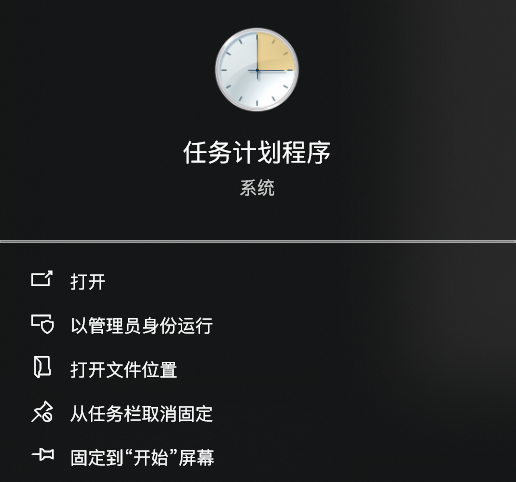 任务计划程序
系统
打开
以管理员身份运行
打开文件位置
从任务栏取消固定
固定到“开始”屏幕